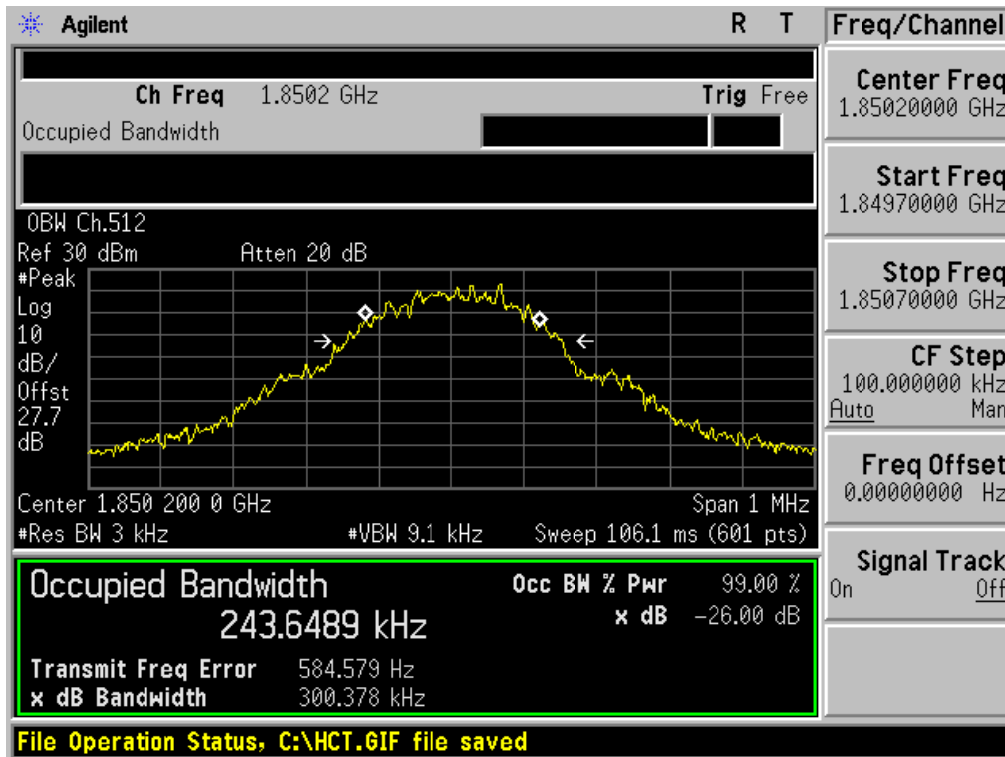 Agilent R T
Freq/Channel
Ch Freq 1.8502 GHz Trig Free
Occupied Bandwidth
Center Freq
1.85020000 GHz
Start Freq
1.84970000 GHz
Stop Freq
1.85070000 GHz
CF Step
100.000000 kHz
Auto Man
Freq Offset
0.00000000 Hz
Signal Track
On Off
OBW Ch.512
Ref 30 dBm Atten 20 dB
#Peak
Log
10
dB/
Offst
27.7
dB
Center 1.850 200 0 GHz Span 1 MHz
#Res BW 3 kHz #VBW 9.1 kHz Sweep 106.1 ms (601 pts)
Occupied Bandwidth Occ BW % Pwr 99.00 %
243.6489 kHz x dB -26.00 dB
Transmit Freq Error 584.579 Hz
x dB Bandwidth 300.378 kHz
File Operation Status, C:\HCT.GIF file saved